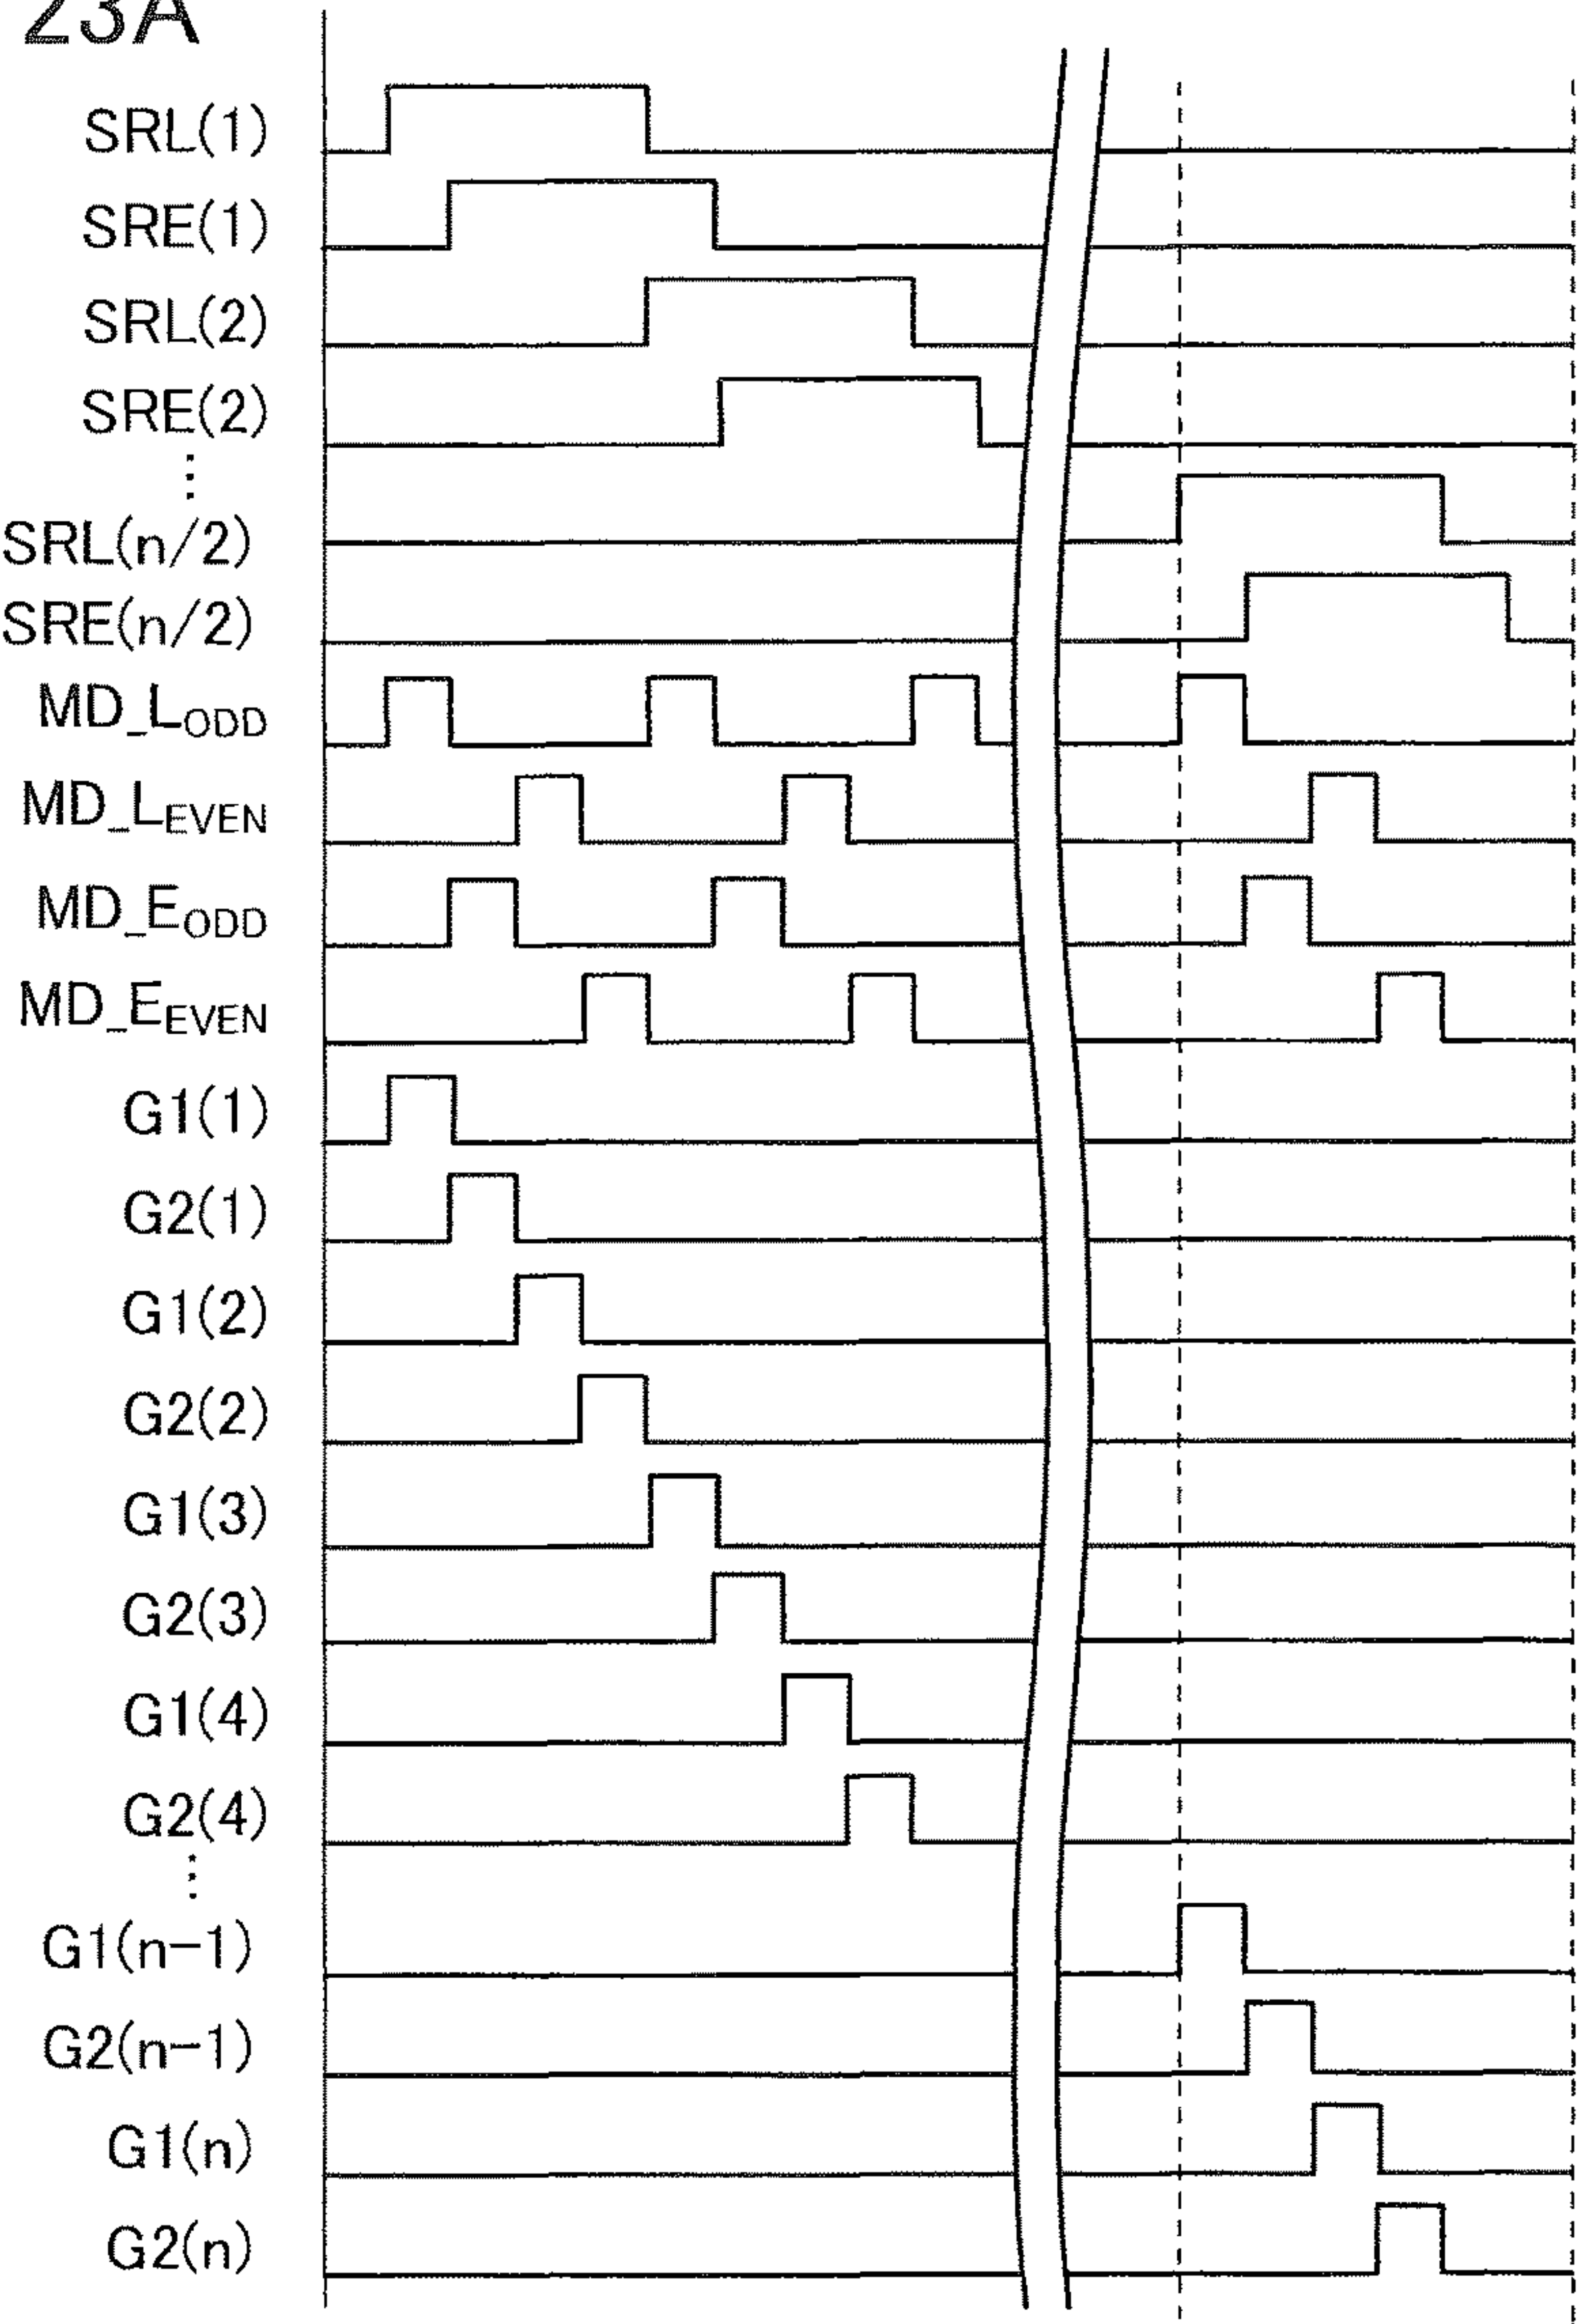 23A
SRL(1)
SRE(1)
SRL(2)
SRE(2)
⋮
SRL(n/2)
SRE(n/2)
MD_LODD
MD_LEVEN
MD_EODD
MD_EEVEN
G1(1)
G2(1)
G1(2)
G2(2)
G1(3)
G2(3)
G1(4)
G2(4)
⋮
G1(n-1)
G2(n-1)
G1(n)
G2(n)